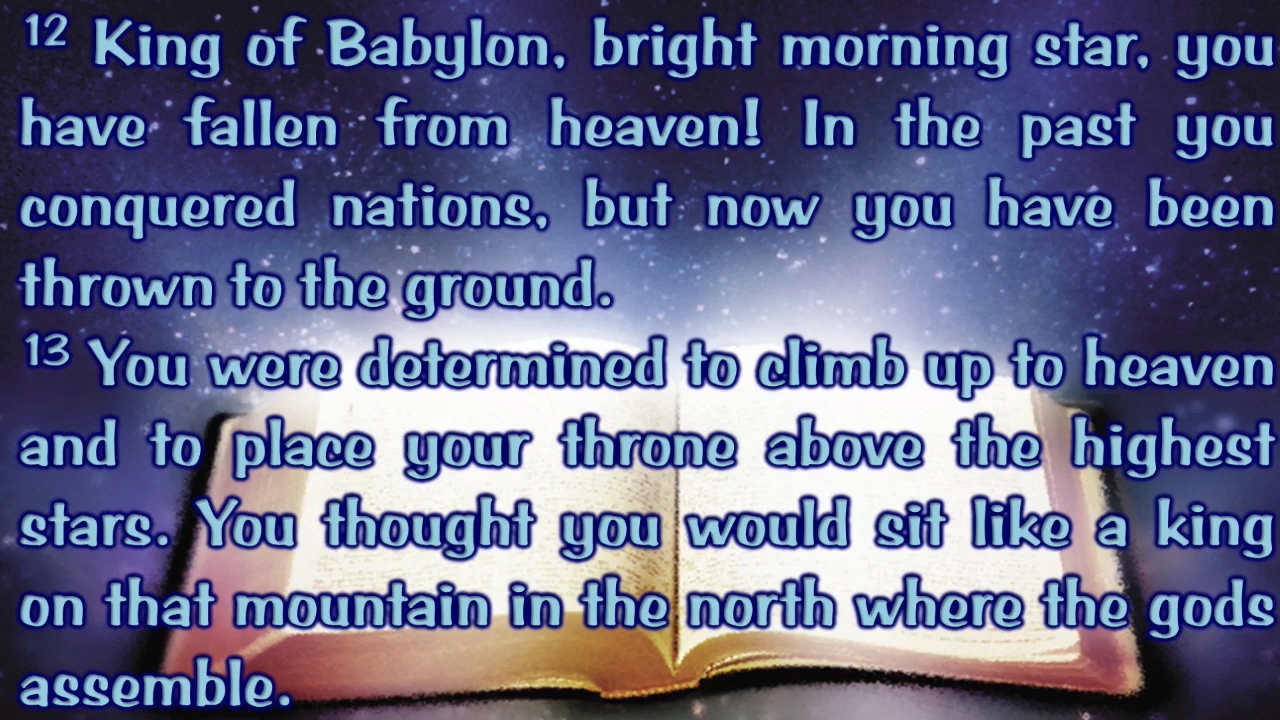 12 King of Babylon, bright morning star, you
have fallen from heaven! In the past you
conquered nations, but now you have been
thrown to the ground.
13 You were determined to climb up to heaven
and to place your throne above the highest
stars. You thought you would sit like a king
on that mountain in the north where the gods
assemble.